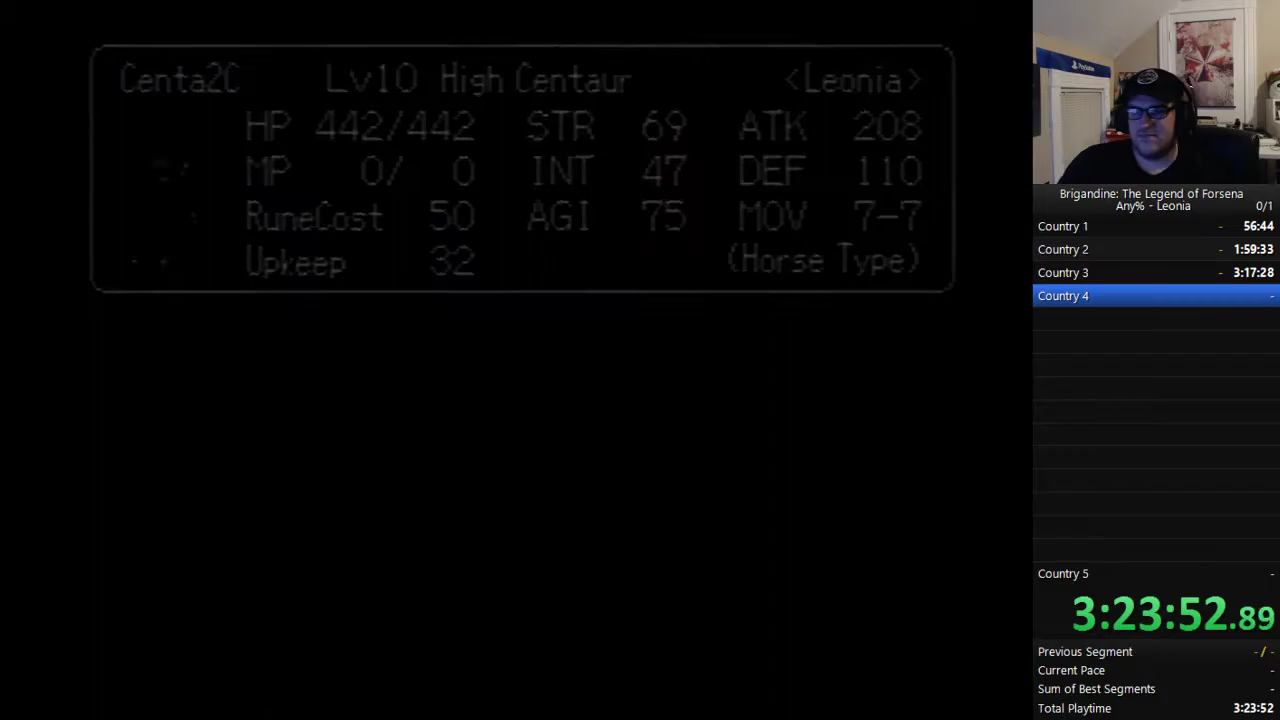 Centa2C Lv10 High Centaur <Leonia>
HP 442/442 STR 69 ATK 208
MP 0/ 0 INT 47 DEF 110
RuneCost 50 AGI 75 MOV 7-7
Upkeep 32 (Horse Type)
PlayStation
Brigandine: The Legend of Forsena
Any% - Leonia 0/1
Country 1 - 56:44
Country 2 - 1:59:33
Country 3 - 3:17:28
Country 4 -
Country 5 -
3:23:52.89
Previous Segment - / -
Current Pace -
Sum of Best Segments -
Total Playtime 3:23:52